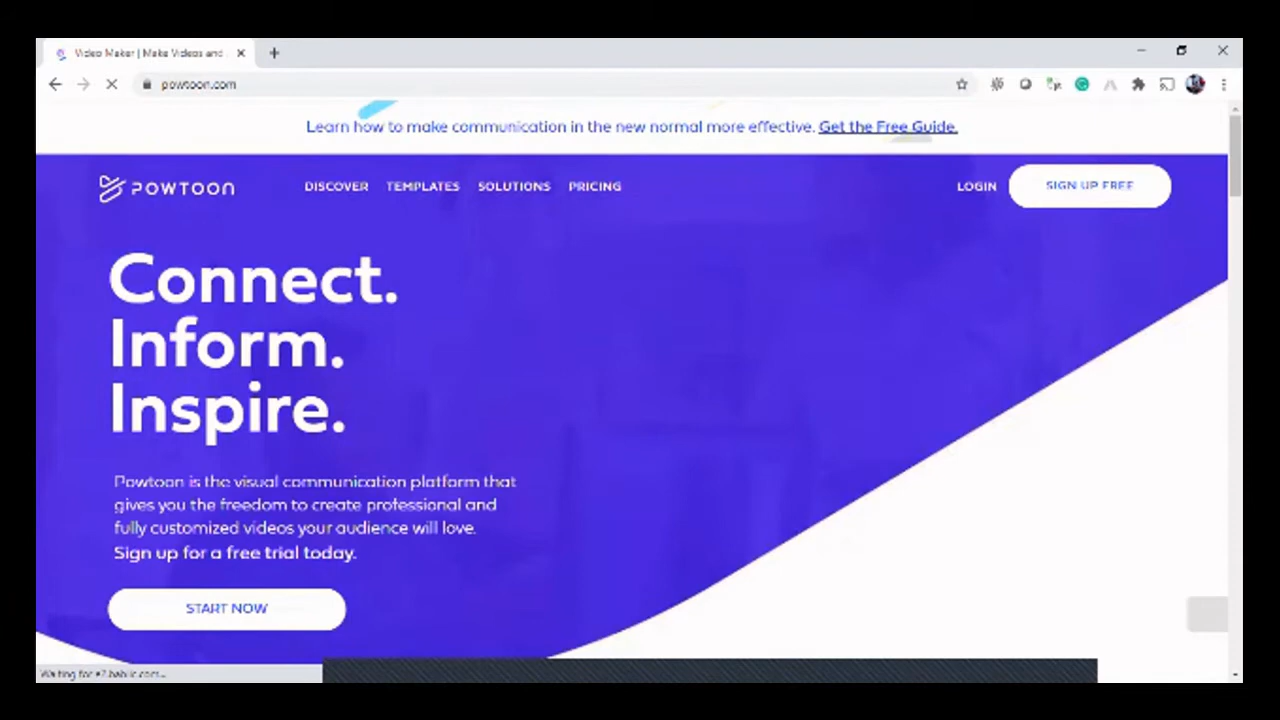 Video Maker | Make Videos and
powtoon.com
Learn how to make communication in the new normal more effective. Get the Free Guide.
POWTOON DISCOVER TEMPLATES SOLUTIONS PRICING LOGIN SIGN UP FREE
Connect.
Inform.
Inspire.
Powtoon is the visual communication platform that
gives you the freedom to create professional and
fully customized videos your audience will love.
Sign up for a free trial today.
START NOW
Waiting for